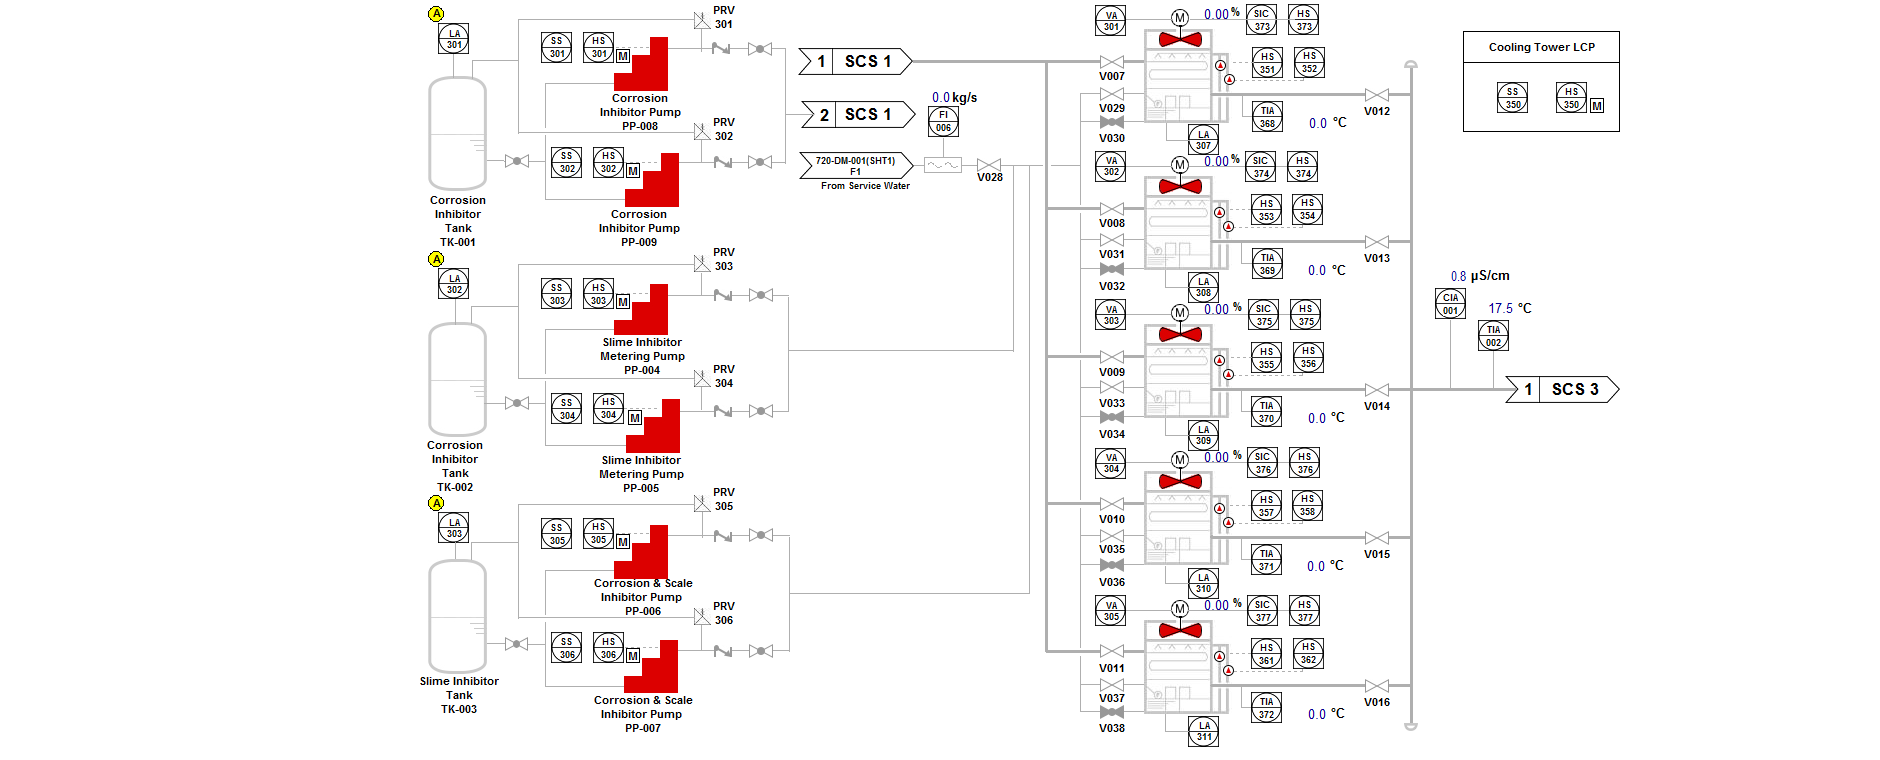 A
LA
301
PRV
301
SS
301
HS
301
M
Corrosion
Inhibitor Pump
PP-008
PRV
302
SS
302
HS
302
M
Corrosion
Inhibitor Pump
PP-009
Corrosion
Inhibitor
Tank
TK-001
A
LA
302
PRV
303
SS
303
HS
303
M
Slime Inhibitor
Metering Pump
PP-004
PRV
304
SS
304
HS
304
M
Slime Inhibitor
Metering Pump
PP-005
Corrosion
Inhibitor
Tank
TK-002
A
LA
303
PRV
305
SS
305
HS
305
M
Corrosion & Scale
Inhibitor Pump
PP-006
PRV
306
SS
306
HS
306
M
Corrosion & Scale
Inhibitor Pump
PP-007
Slime Inhibitor
Tank
TK-003
1 SCS 1
2 SCS 1
0.0 kg/s
FI
006
720-DM-001(SHT1)
F1
From Service Water
V028
VA
301
M
0.00 %
SIC
373
HS
373
V007
HS
351
HS
352
V029
V030
TIA
368
0.0 °C
V012
LA
307
VA
302
M
0.00 %
SIC
374
HS
374
V008
HS
353
HS
354
V031
V032
TIA
369
0.0 °C
V013
LA
308
VA
303
M
0.00 %
SIC
375
HS
375
V009
HS
355
HS
356
V033
V034
TIA
370
0.0 °C
V014
LA
309
VA
304
M
0.00 %
SIC
376
HS
376
V010
HS
357
HS
358
V035
V036
TIA
371
0.0 °C
V015
LA
310
VA
305
M
0.00 %
SIC
377
HS
377
V011
HS
361
HS
362
V037
V038
TIA
372
0.0 °C
V016
LA
311
Cooling Tower LCP
SS
350
HS
350
M
0.8 µS/cm
CIA
001
17.5 °C
TIA
002
1 SCS 3